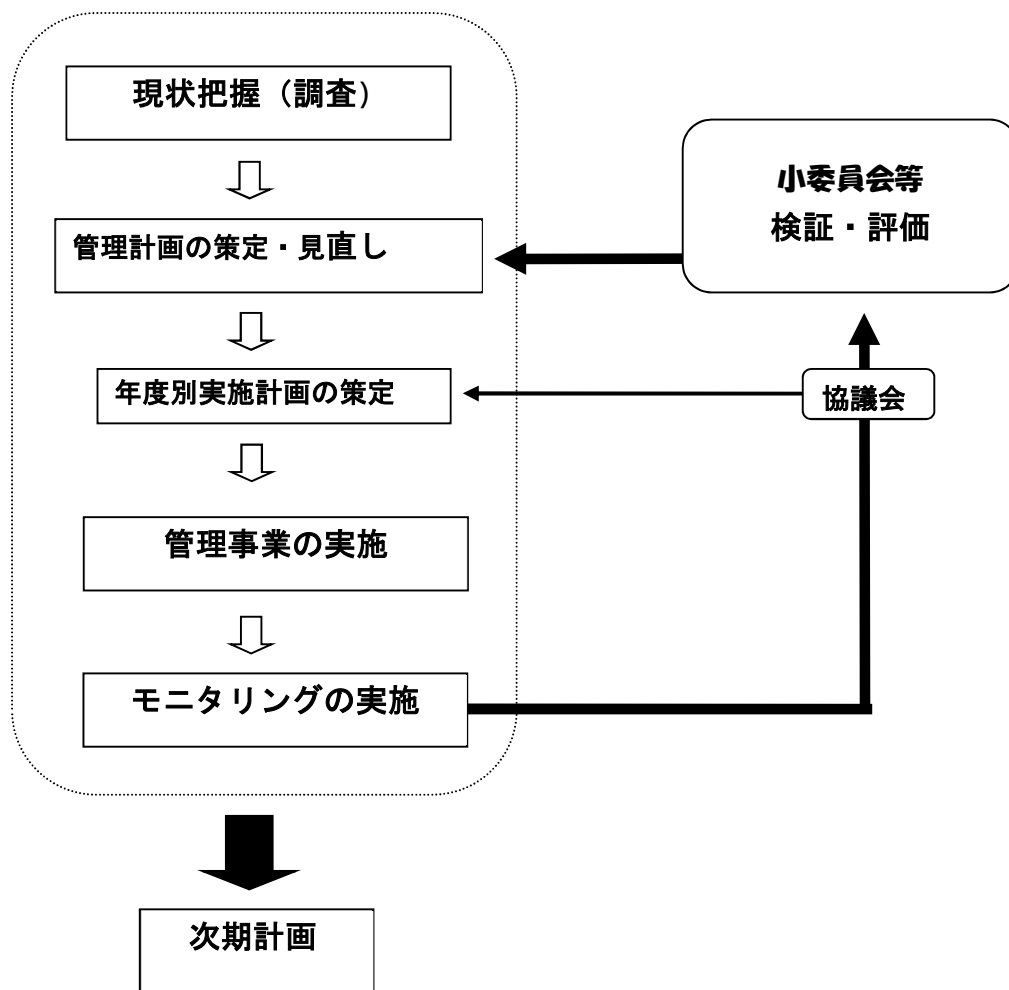 現状把握（調査）
管理計画の策定・見直し
年度別実施計画の策定
管理事業の実施
モニタリングの実施
次期計画
小委員会等
検証・評価
協議会